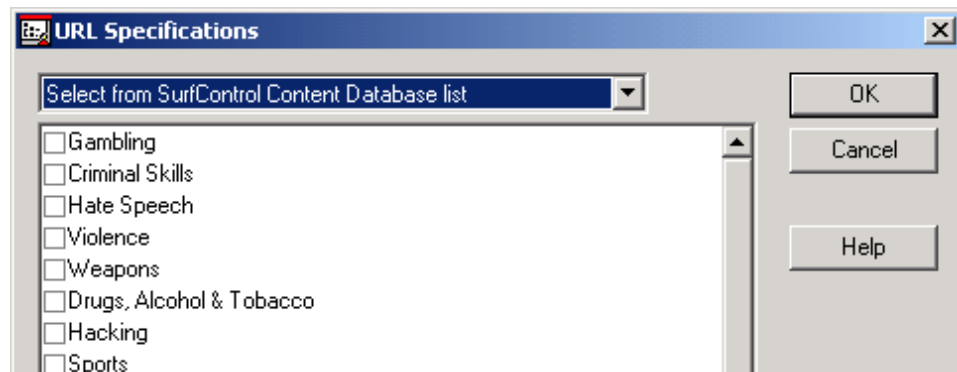 URL Specifications
Select from SurfControl Content Database list
OK
Gambling
Cancel
Criminal Skills
Hate Speech
Violence
Help
Weapons
Drugs, Alcohol & Tobacco
Hacking
Sports